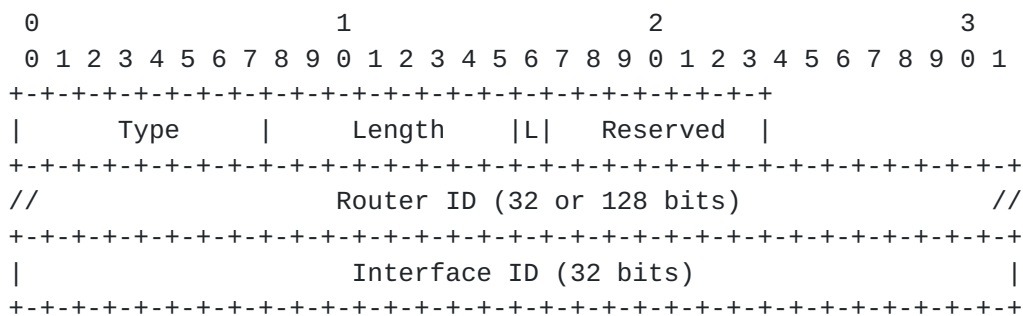 0                   1                   2                   3
 0 1 2 3 4 5 6 7 8 9 0 1 2 3 4 5 6 7 8 9 0 1 2 3 4 5 6 7 8 9 0 1
+-+-+-+-+-+-+-+-+-+-+-+-+-+-+-+-+-+-+-+-+-+-+-+-+
|      Type     |     Length    |L|   Reserved  |
+-+-+-+-+-+-+-+-+-+-+-+-+-+-+-+-+-+-+-+-+-+-+-+-+-+-+-+-+-+-+-+-+
//                   Router ID (32 or 128 bits)                //
+-+-+-+-+-+-+-+-+-+-+-+-+-+-+-+-+-+-+-+-+-+-+-+-+-+-+-+-+-+-+-+-+
|                     Interface ID (32 bits)                    |
+-+-+-+-+-+-+-+-+-+-+-+-+-+-+-+-+-+-+-+-+-+-+-+-+-+-+-+-+-+-+-+-+